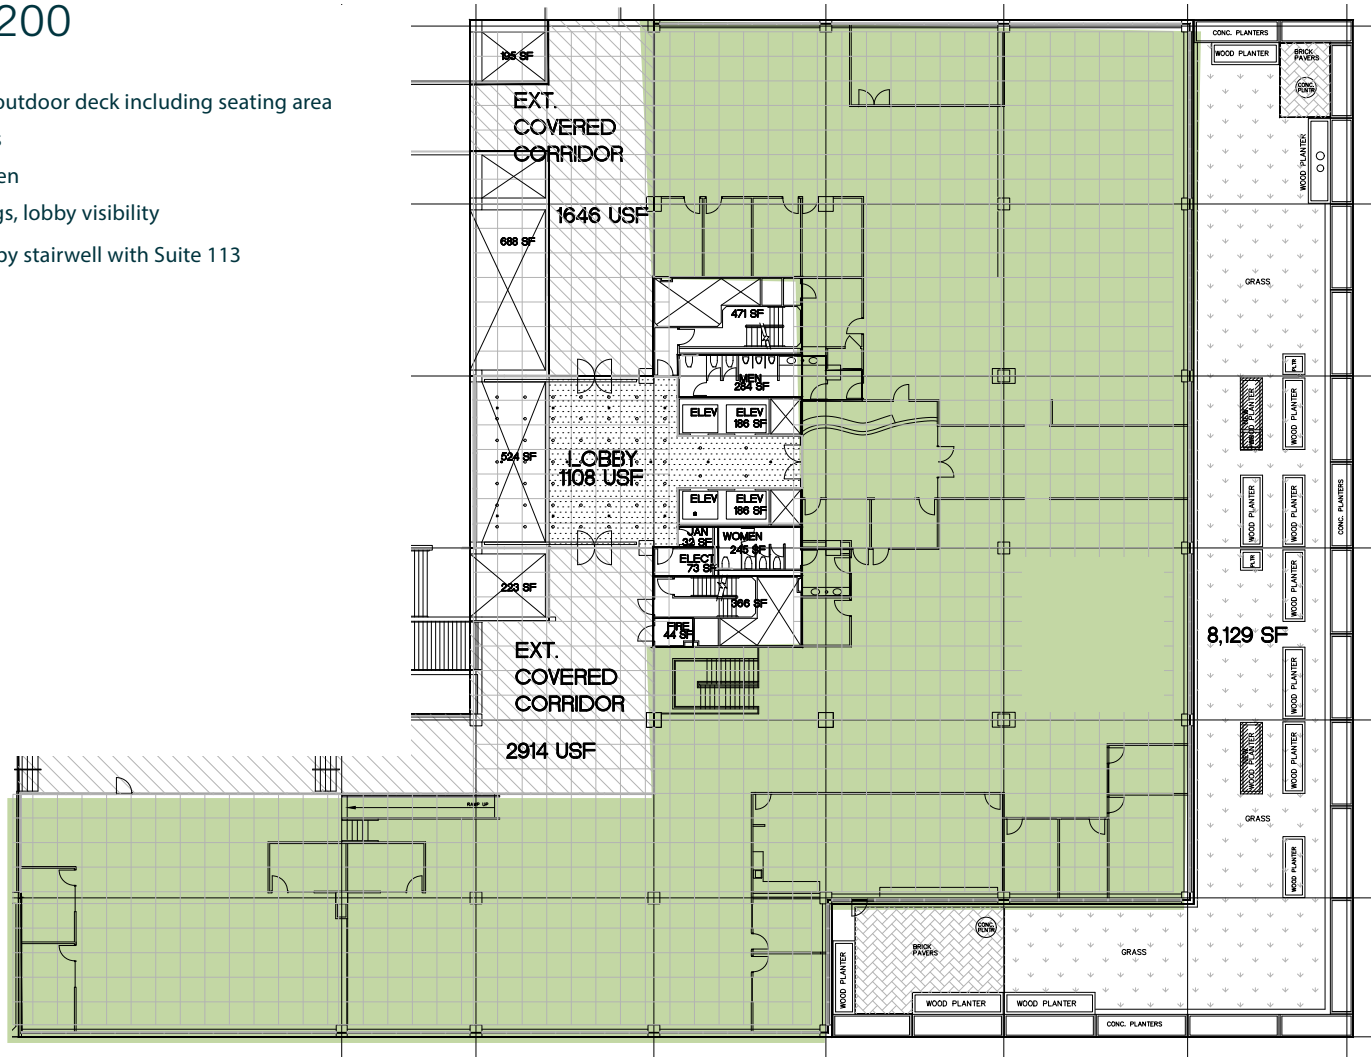 200
outdoor deck including seating area
s
en
gs, lobby visibility
by stairwell with Suite 113
195 SF
EXT.
COVERED
CORRIDOR
1646 USF
688 SF
471 SF
MEN
284 SF
ELEV
ELEV
186 SF
524 SF
LOBBY
1108 USF
ELEV
ELEV
186 SF
JAN
32 SF
WOMEN
245 SF
ELECT
73 SF
223 SF
366 SF
FIRE
44 SF
EXT.
COVERED
CORRIDOR
2914 USF
RAMP UP
CONC. PLANTERS
WOOD PLANTER
BRICK
PAVERS
CONC.
PLNTR
WOOD PLANTER
GRASS
PLTR
WOOD PLANTER
WOOD PLANTER
WOOD PLANTER
WOOD PLANTER
CONC. PLANTERS
PLTR
WOOD PLANTER
8,129 SF
WOOD PLANTER
WOOD PLANTER
WOOD PLANTER
GRASS
WOOD PLANTER
CONC.
PLNTR
BRICK
PAVERS
GRASS
WOOD PLANTER
WOOD PLANTER
WOOD PLANTER
CONC. PLANTERS